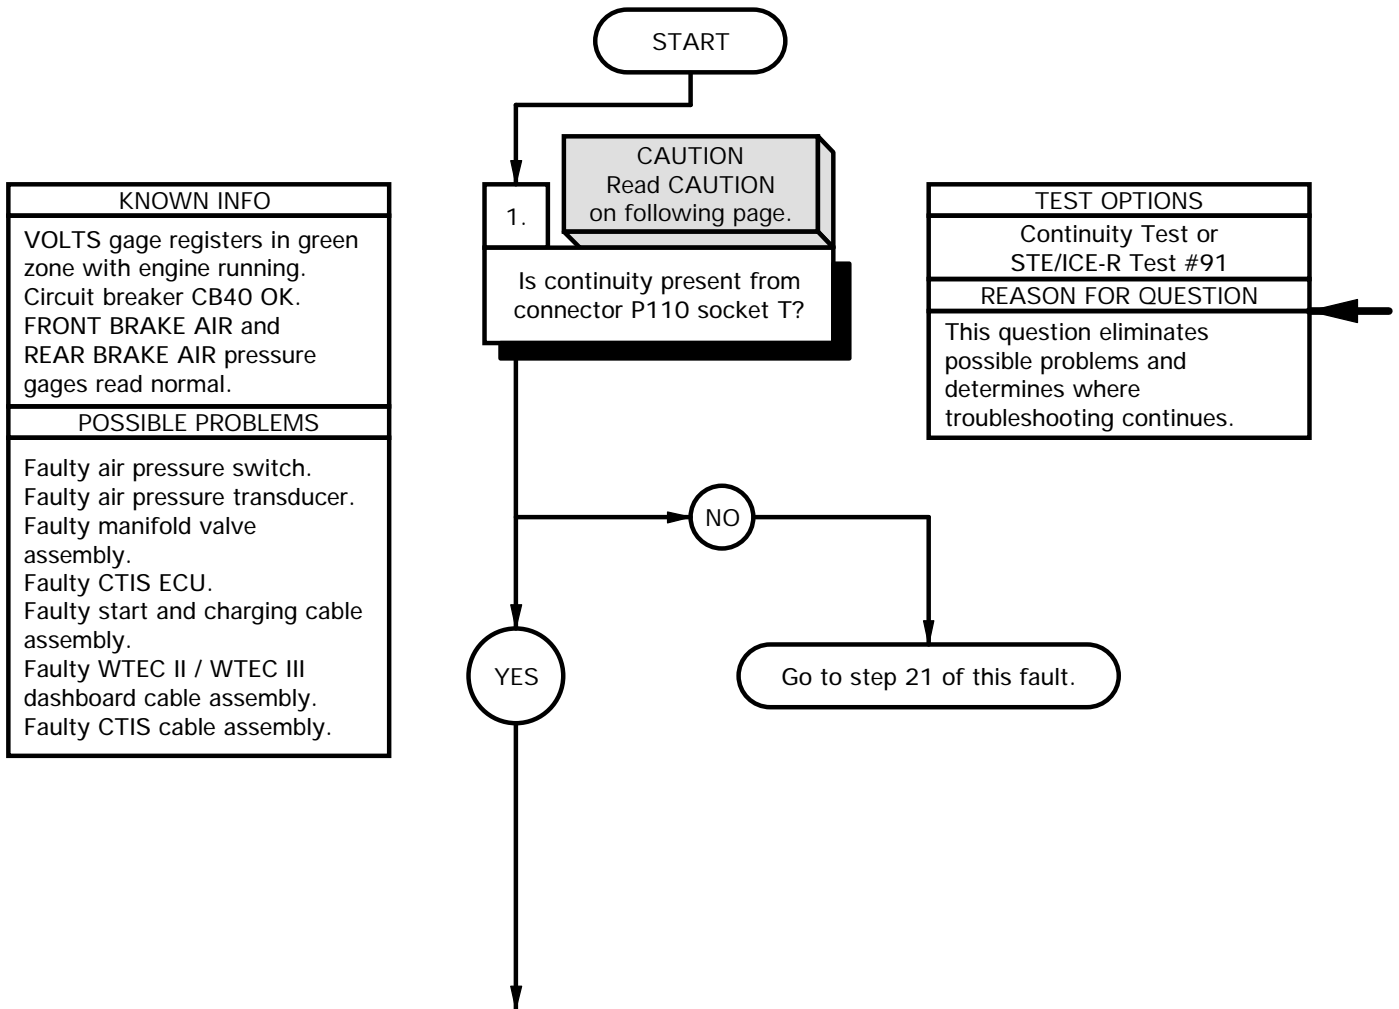 START
CAUTION
Read CAUTION
on following page.
1.
Is continuity present from
connector P110 socket T?
KNOWN INFO
VOLTS gage registers in green
zone with engine running.
Circuit breaker CB40 OK.
FRONT BRAKE AIR and
REAR BRAKE AIR pressure
gages read normal.
POSSIBLE PROBLEMS
Faulty air pressure switch.
Faulty air pressure transducer.
Faulty manifold valve
assembly.
Faulty CTIS ECU.
Faulty start and charging cable
assembly.
Faulty WTEC II / WTEC III
dashboard cable assembly.
Faulty CTIS cable assembly.
TEST OPTIONS
Continuity Test or
STE/ICE-R Test #91
REASON FOR QUESTION
This question eliminates
possible problems and
determines where
troubleshooting continues.
NO
YES
Go to step 21 of this fault.